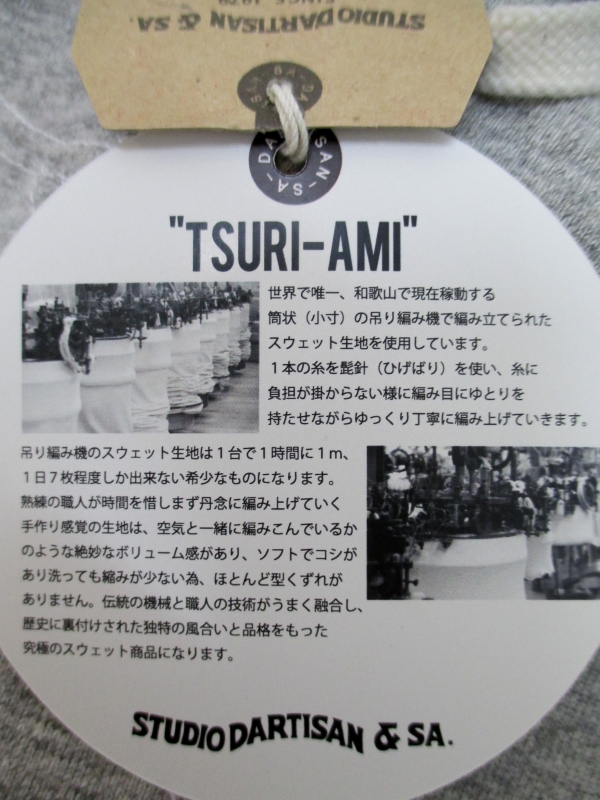 STUDIO DARTISAN & SA.
SINCE 1979
"TSURI-AMI"
世界で唯一、和歌山で現在稼動する
筒状（小寸）の吊り編み機で編み立てられた
スウェット生地を使用しています。
１本の糸を髭針（ひげばり）を使い、糸に
負担が掛からない様に編み目にゆとりを
持たせながらゆっくり丁寧に編み上げていきます。
吊り編み機のスウェット生地は１台で１時間に１ｍ、
１日７枚程度しか出来ない希少なものになります。
熟練の職人が時間を惜しまず丹念に編み上げていく
手作り感覚の生地は、空気と一緒に編みこんでいるか
のような絶妙なボリューム感があり、ソフトでコシが
あり洗っても縮みが少ない為、ほとんど型くずれが
ありません。伝統の機械と職人の技術がうまく融合し、
歴史に裏付けされた独特の風合いと品格をもった
究極のスウェット商品になります。
STUDIO DARTISAN & SA.